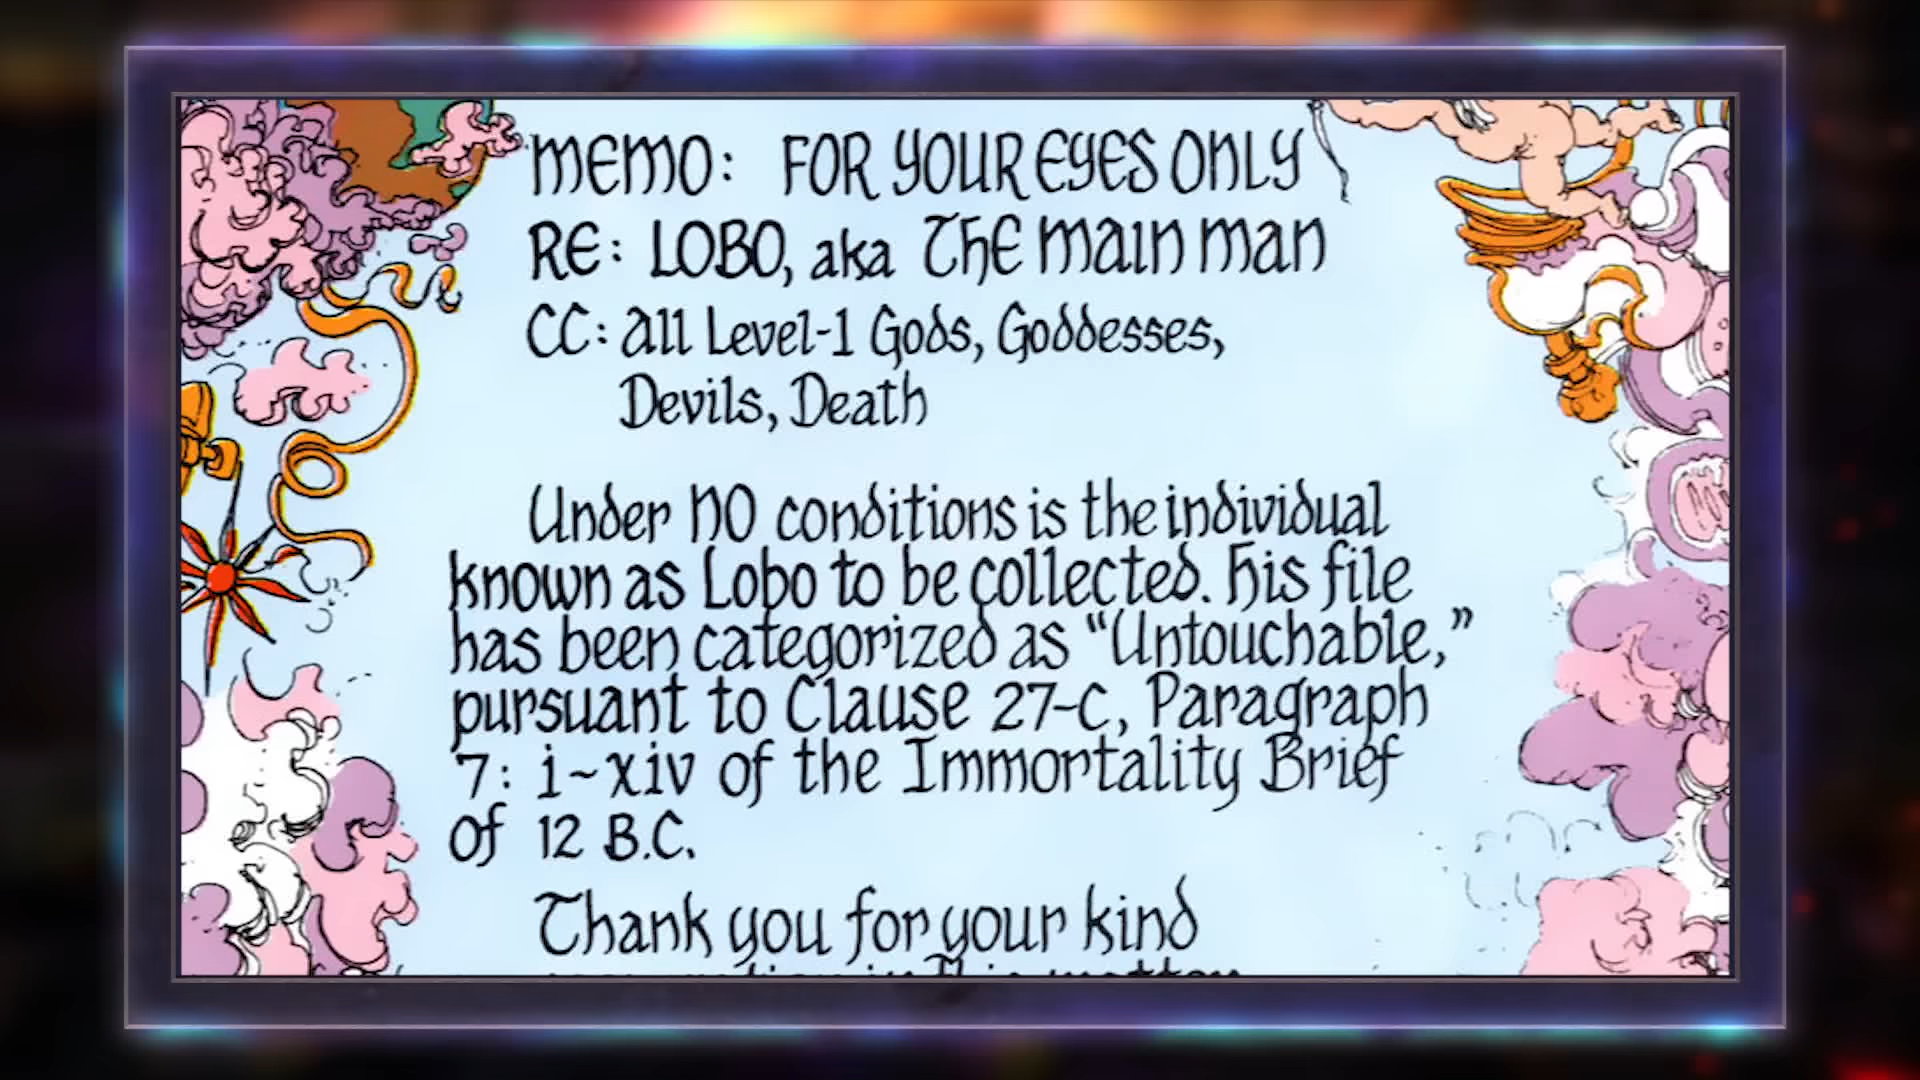 MEMO: FOR YOUR EYES ONLY
RE: LOBO, aka The Main Man
CC: All Level-1 Gods, Goddesses,
Devils, Death
Under NO conditions is the individual
known as Lobo to be collected. His file
has been categorized as “Untouchable,”
pursuant to Clause 27-C, Paragraph
7: i~xiv of the Immortality Brief
of 12 B.C.
Thank you for your kind